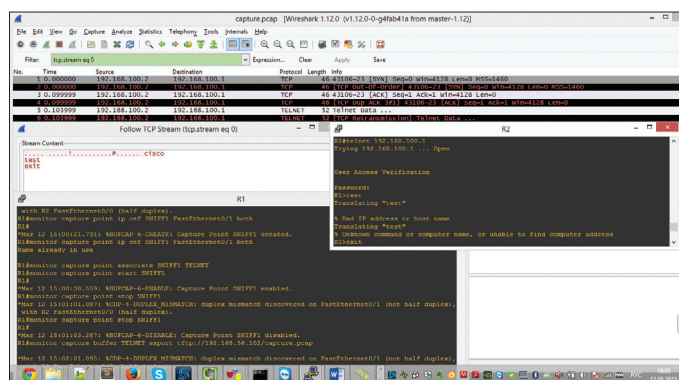 capture.pcap [Wireshark 1.12.0 (v1.12.0-0-g4fab41a from master-1.12)]
File Edit View Go Capture Analyze Statistics Telephony Tools Internals Help
Filter: tcp.stream eq 0 Expression... Clear Apply Save
No. Time Source Destination Protocol Length Info
1 0.000000 192.168.100.2 192.168.100.1 TCP 46 43106→23 [SYN] Seq=0 Win=4128 Len=0 MSS=1460
2 0.000000 192.168.100.2 192.168.100.1 TCP 46 [TCP Out-Of-Order] 43106→23 [SYN] Seq=0 Win=4128 Len=0 MSS=1460
3 0.099999 192.168.100.2 192.168.100.1 TCP 46 43106→23 [ACK] Seq=1 Ack=1 Win=4128 Len=0
4 0.099999 192.168.100.2 192.168.100.1 TCP 46 [TCP Dup ACK 3#1] 43106→23 [ACK] Seq=1 Ack=1 Win=4128 Len=0
5 0.103999 192.168.100.2 192.168.100.1 TELNET 52 Telnet Data ...
6 0.103999 192.168.100.2 192.168.100.1 TELNET 52 [TCP Retransmission] Telnet Data ...
Follow TCP Stream (tcp.stream eq 0)
Stream Content
cisco
test
exit
R2
R2#telnet 192.168.100.1
Trying 192.168.100.1 ... Open
User Access Verification
Password:
R1>test
Translating "test"
% Bad IP address or host name
Translating "test"
% Unknown command or computer name, or unable to find computer address
R1>exit
R1
with R2 FastEthernet0/0 (half duplex).
R1#monitor capture point ip cef SNIFF1 FastEthernet0/1 both
R1#
*Mar 12 15:00:21.731: %BUFCAP-6-CREATE: Capture Point SNIFF1 created.
R1#monitor capture point ip cef SNIFF1 FastEthernet0/1 both
Name already in use
R1#monitor capture point associate SNIFF1 TELNET
R1#monitor capture point start SNIFF1
R1#
*Mar 12 15:00:38.559: %BUFCAP-6-ENABLE: Capture Point SNIFF1 enabled.
R1#monitor capture point stop SNIFF1
*Mar 12 15:01:01.087: %CDP-4-DUPLEX_MISMATCH: duplex mismatch discovered on FastEthernet0/1 (not half duplex),
with R2 FastEthernet0/0 (half duplex).
R1#monitor capture point stop SNIFF1
R1#
*Mar 12 15:01:03.287: %BUFCAP-6-DISABLE: Capture Point SNIFF1 disabled.
R1#monitor capture buffer TELNET export tftp://192.168.56.102/capture.pcap
*Mar 12 15:02:01.095: %CDP-4-DUPLEX_MISMATCH: duplex mismatch discovered on FastEthernet0/1 (not half duplex),
РУС
18:05